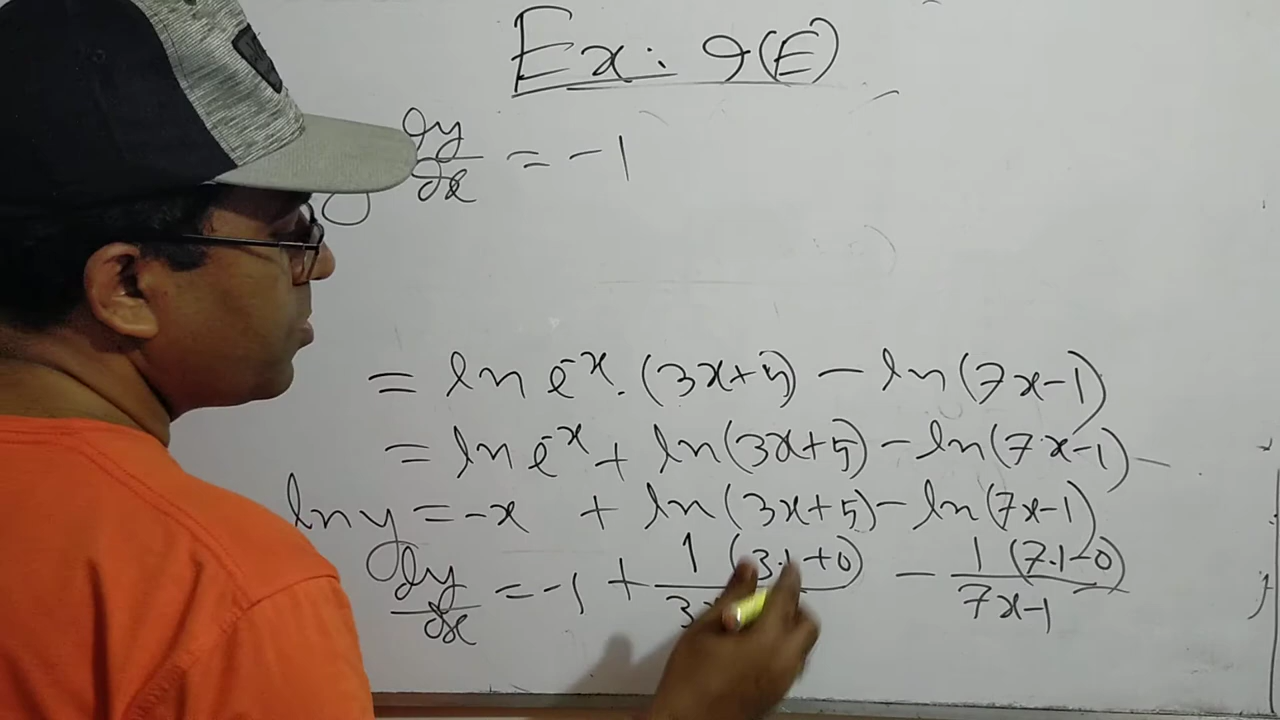 Ex: 9(E)
dy/dx = -1
= ln e^-x . (3x+5) - ln(7x-1)
= ln e^-x + ln(3x+5) - ln(7x-1)
ln y = -x + ln(3x+5) - ln(7x-1)
dy/dx = -1 + 1 (3.1+0)/3x - 1 (7.1-0)/7x-1